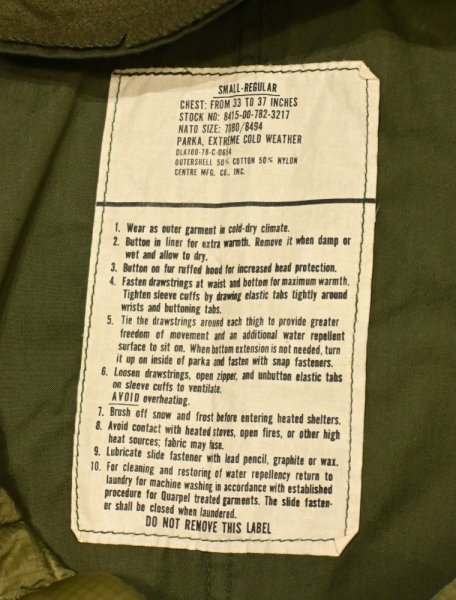 SMALL-REGULAR
CHEST: FROM 33 TO 37 INCHES
STOCK NO: 8415-00-782-3217
NATO SIZE: 7080/8494
PARKA, EXTREME COLD WEATHER
DLA100-78-C-0654
OUTERSHELL 50% COTTON 50% NYLON
CENTRE MFG. CO., INC.
1. Wear as outer garment in cold-dry climate.
2. Button in liner for extra warmth. Remove it when damp or
wet and allow to dry.
3. Button on fur ruffed hood for increased head protection.
4. Fasten drawstrings at waist and bottom for maximum warmth.
Tighten sleeve cuffs by drawing elastic tabs tightly around
wrists and buttoning tabs.
5. Tie the drawstrings around each thigh to provide greater
freedom of movement and an additional water repellent
surface to sit on. When bottom extension is not needed, turn
it up on inside of parka and fasten with snap fasteners.
6. Loosen drawstrings, open zipper, and unbutton elastic tabs
on sleeve cuffs to ventilate.
AVOID overheating.
7. Brush off snow and frost before entering heated shelters.
8. Avoid contact with heated stoves, open fires, or other high
heat sources; fabric may fuse.
9. Lubricate slide fastener with lead pencil, graphite or wax.
10. For cleaning and restoring of water repellency return to
laundry for machine washing in accordance with established
procedure for Quarpel treated garments. The slide fasten-
er shall be closed when laundered.
DO NOT REMOVE THIS LABEL